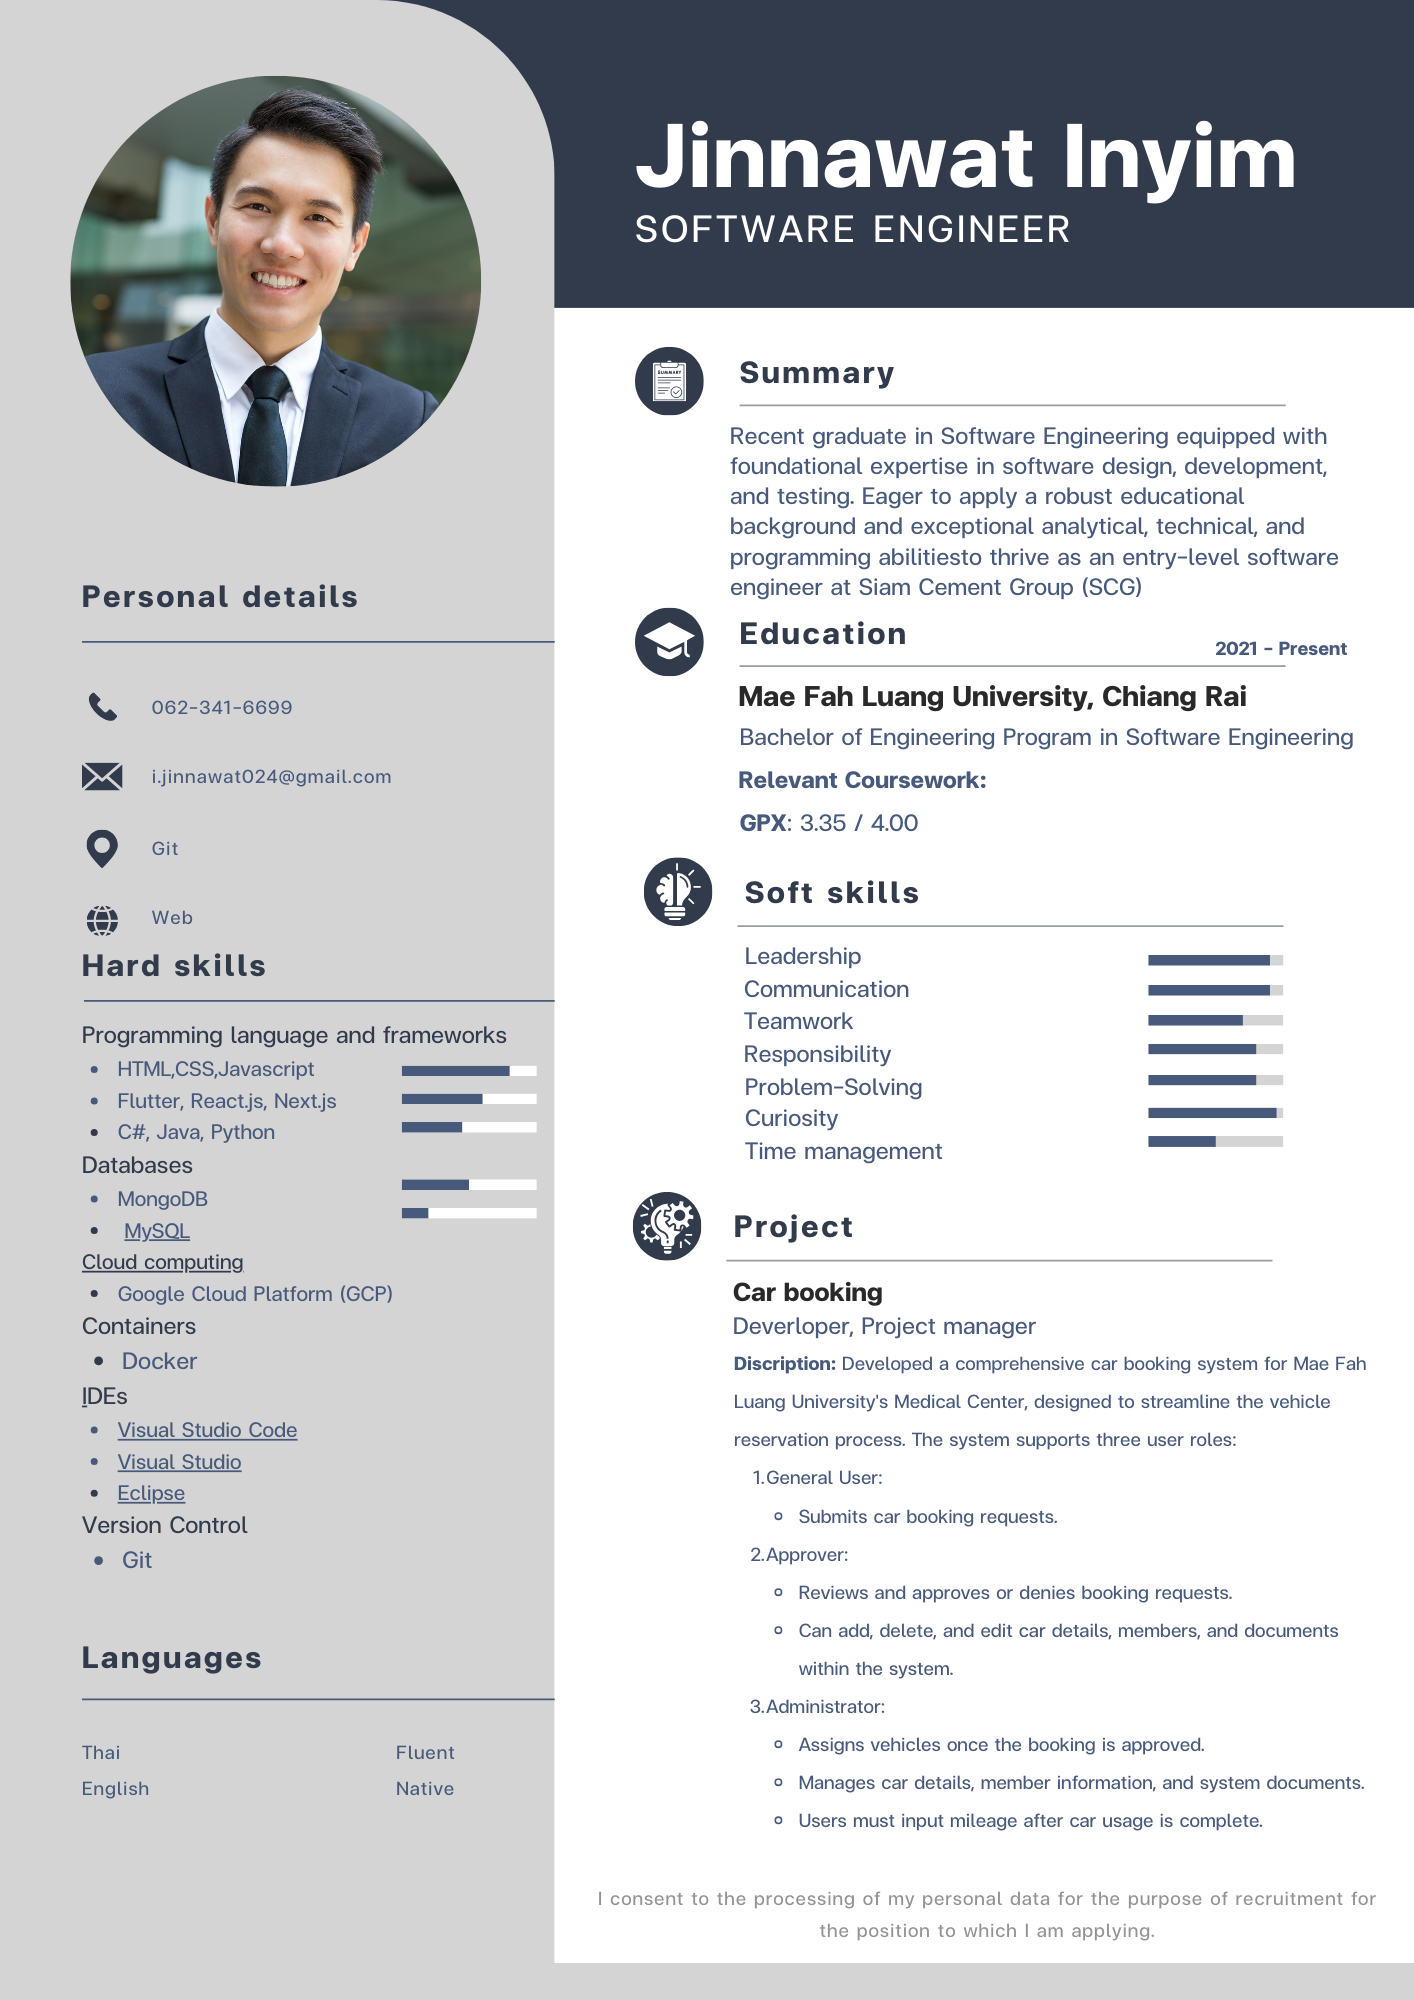 Jinnawat Inyim
SOFTWARE ENGINEER
Personal details
062-341-6699
i.jinnawat024@gmail.com
Git
Web
Hard skills
Programming language and frameworks
• HTML,CSS,Javascript
• Flutter, React.js, Next.js
• C#, Java, Python
Databases
• MongoDB
• MySQL
Cloud computing
• Google Cloud Platform (GCP)
Containers
• Docker
IDEs
• Visual Studio Code
• Visual Studio
• Eclipse
Version Control
• Git
Languages
Thai Fluent
English Native
SUMMARY
Summary
Recent graduate in Software Engineering equipped with
foundational expertise in software design, development,
and testing. Eager to apply a robust educational
background and exceptional analytical, technical, and
programming abilitiesto thrive as an entry-level software
engineer at Siam Cement Group (SCG)
Education
2021 - Present
Mae Fah Luang University, Chiang Rai
Bachelor of Engineering Program in Software Engineering
Relevant Coursework:
GPX: 3.35 / 4.00
Soft skills
Leadership
Communication
Teamwork
Responsibility
Problem-Solving
Curiosity
Time management
Project
Car booking
Deverloper, Project manager
Discription: Developed a comprehensive car booking system for Mae Fah
Luang University's Medical Center, designed to streamline the vehicle
reservation process. The system supports three user roles:
1.General User:
Submits car booking requests.
2.Approver:
Reviews and approves or denies booking requests.
Can add, delete, and edit car details, members, and documents
within the system.
3.Administrator:
Assigns vehicles once the booking is approved.
Manages car details, member information, and system documents.
Users must input mileage after car usage is complete.
I consent to the processing of my personal data for the purpose of recruitment for
the position to which I am applying.